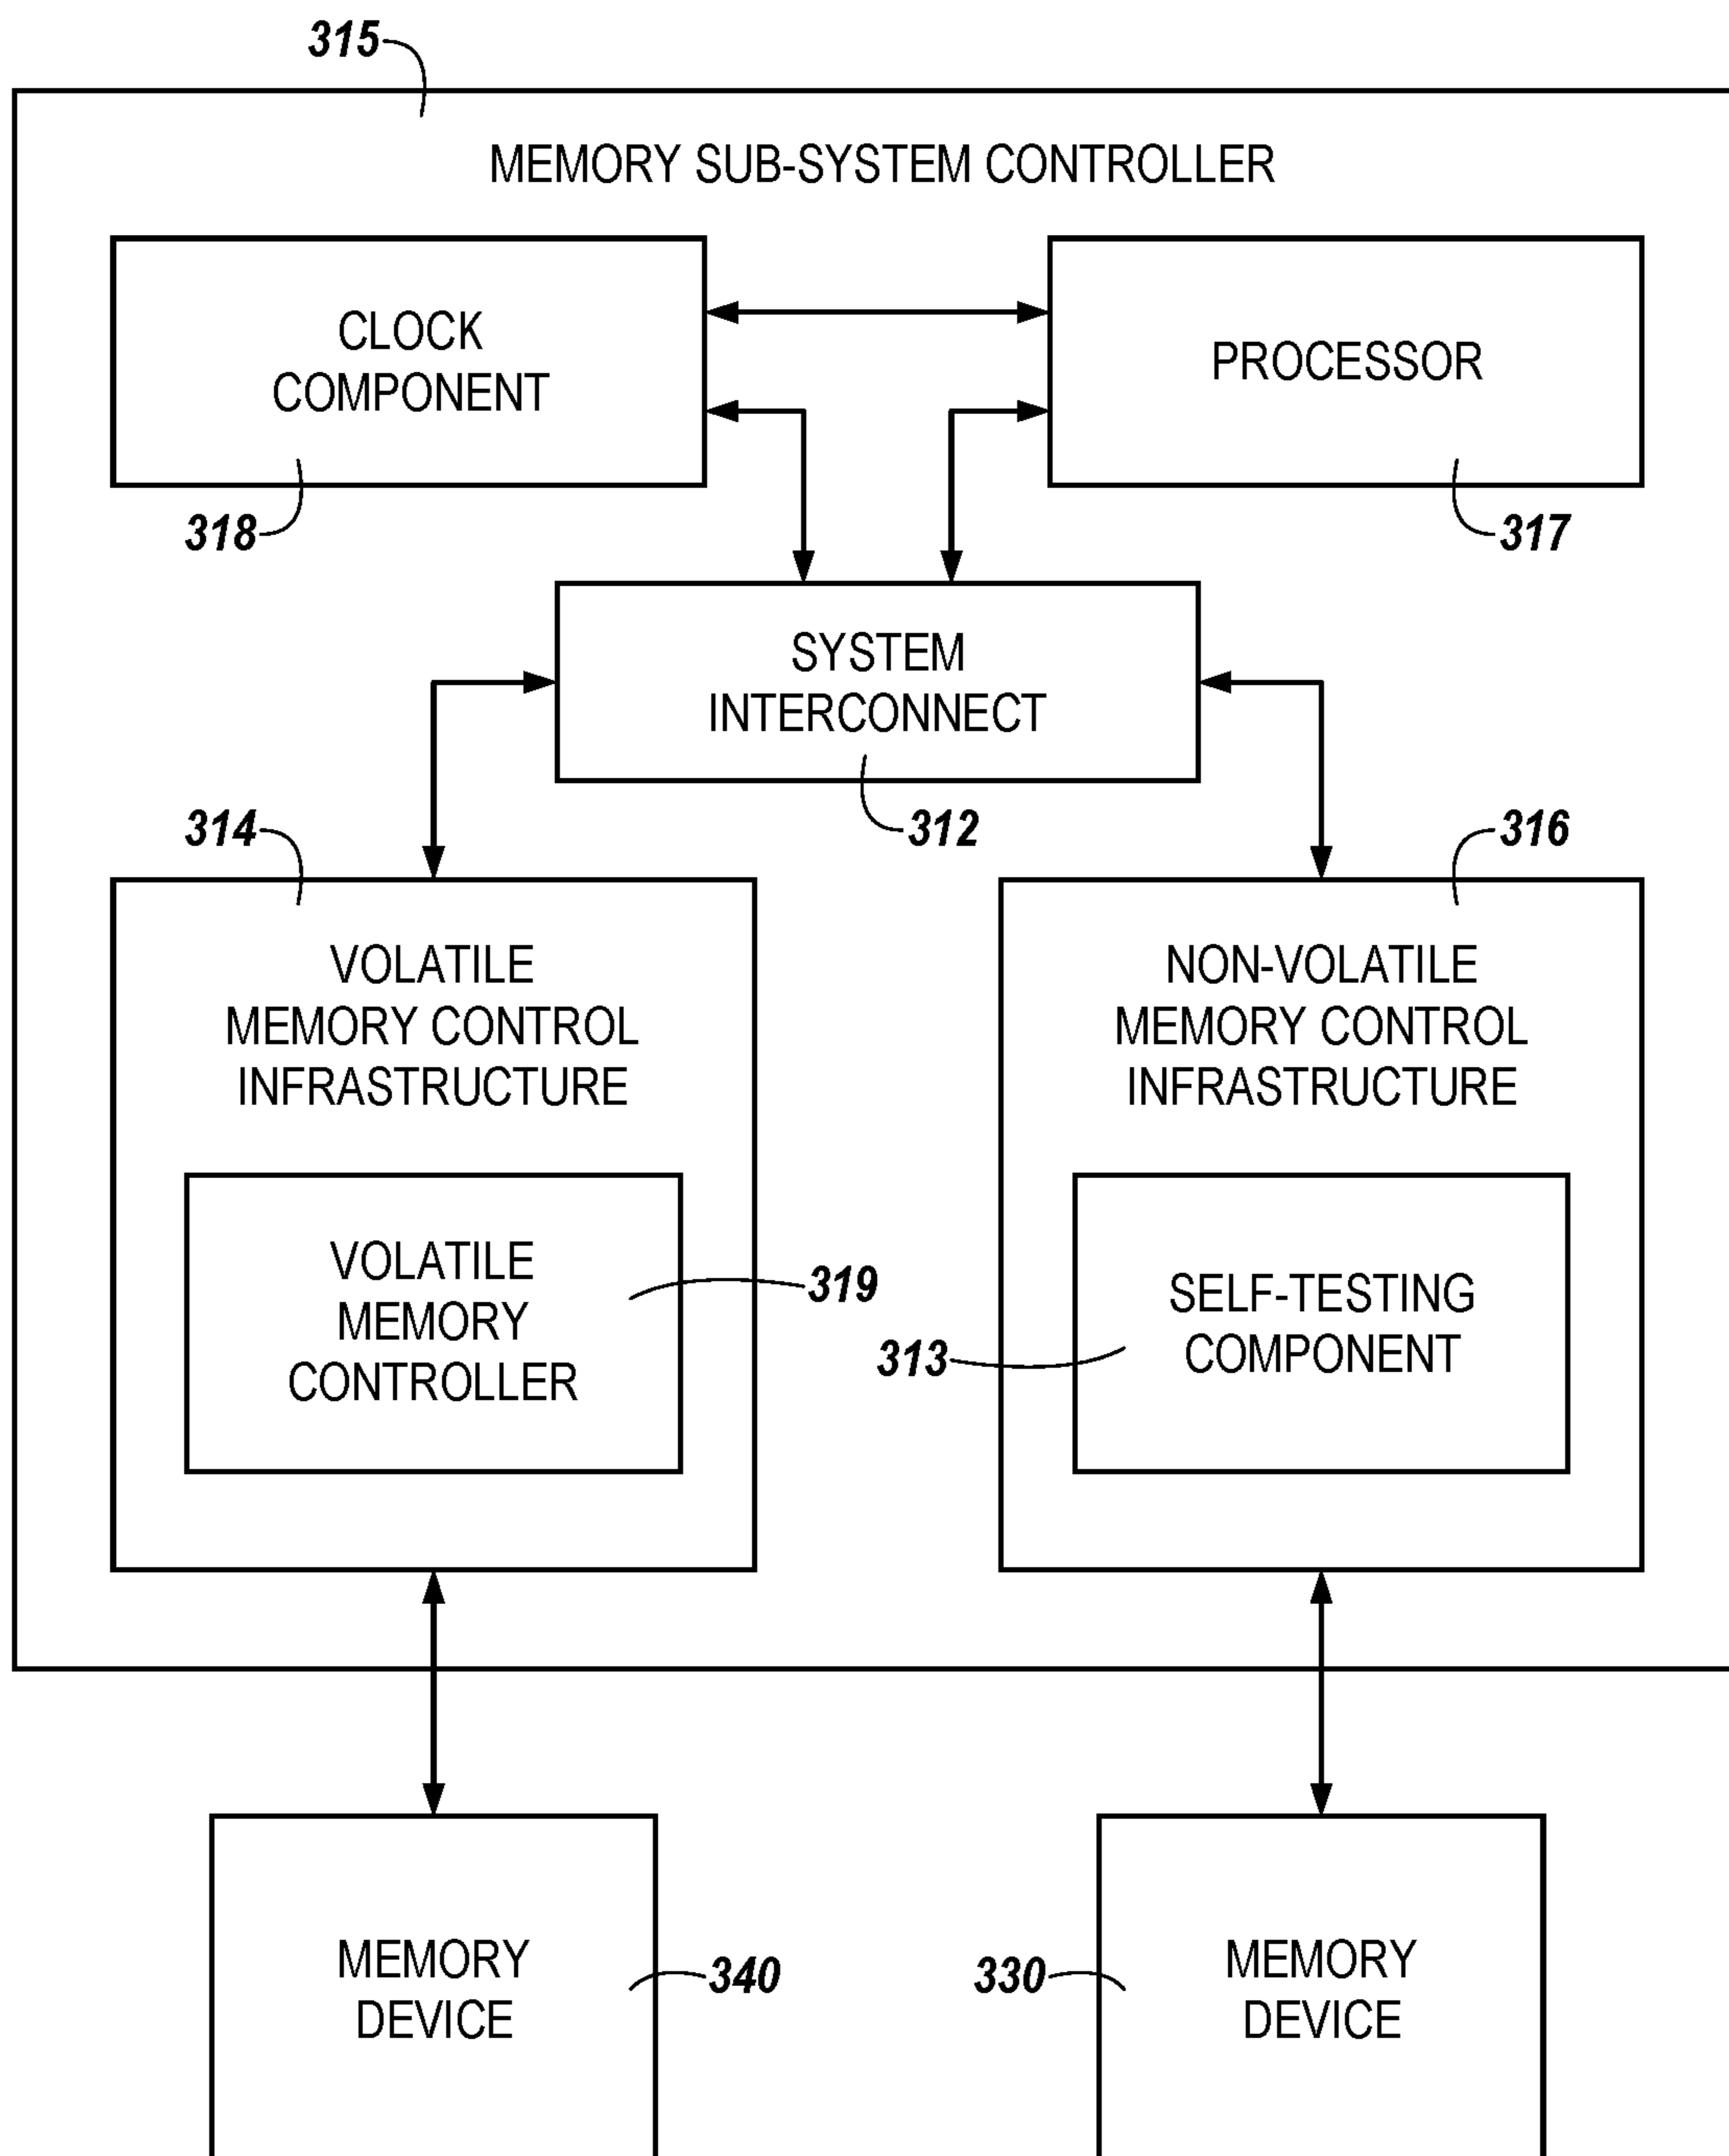 315
MEMORY SUB-SYSTEM CONTROLLER
CLOCK
COMPONENT
318
PROCESSOR
317
SYSTEM
INTERCONNECT
312
314
VOLATILE
MEMORY CONTROL
INFRASTRUCTURE
VOLATILE
MEMORY
CONTROLLER
319
316
NON-VOLATILE
MEMORY CONTROL
INFRASTRUCTURE
SELF-TESTING
COMPONENT
313
MEMORY
DEVICE
340
330
MEMORY
DEVICE